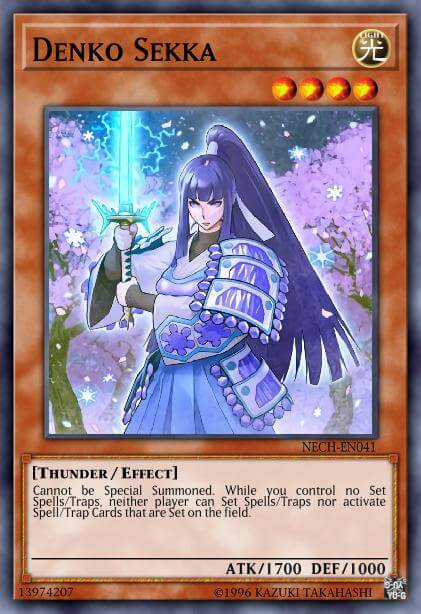 DENKO SEKKA
LIGHT
光
NECH-EN041
[THUNDER / EFFECT]
Cannot be Special Summoned. While you control no Set
Spells/Traps, neither player can Set Spells/Traps nor activate
Spell/Trap Cards that are Set on the field.
ATK/1700 DEF/1000
13974207
©1996 KAZUKI TAKAHASHI